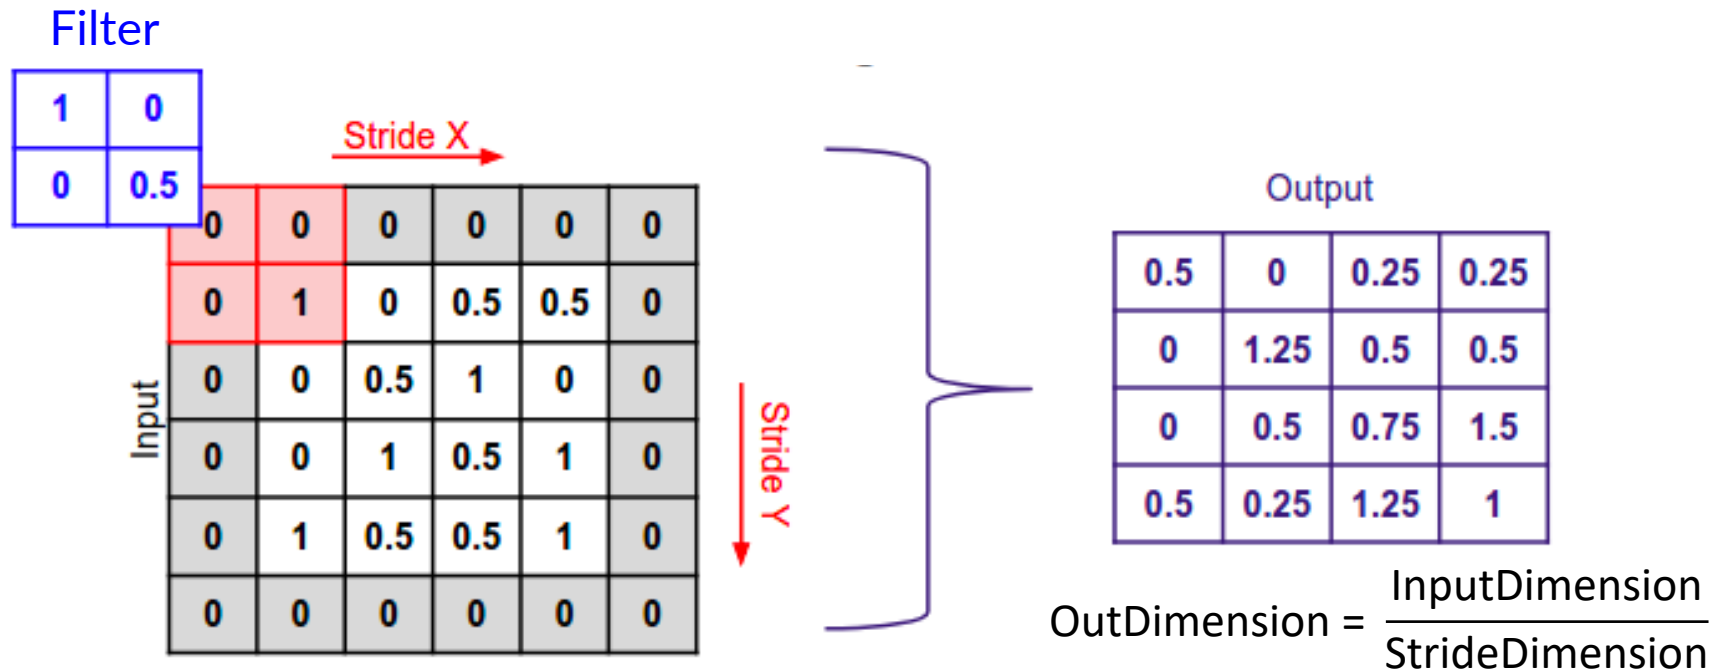 Filter
1 0
0 0.5
Stride X
Input
0 0 0 0 0 0
0 1 0 0.5 0.5 0
0 0 0.5 1 0 0
0 0 1 0.5 1 0
0 1 0.5 0.5 1 0
0 0 0 0 0 0
Stride Y
Output
0.5 0 0.25 0.25
0 1.25 0.5 0.5
0 0.5 0.75 1.5
0.5 0.25 1.25 1
OutDimension = InputDimension
StrideDimension